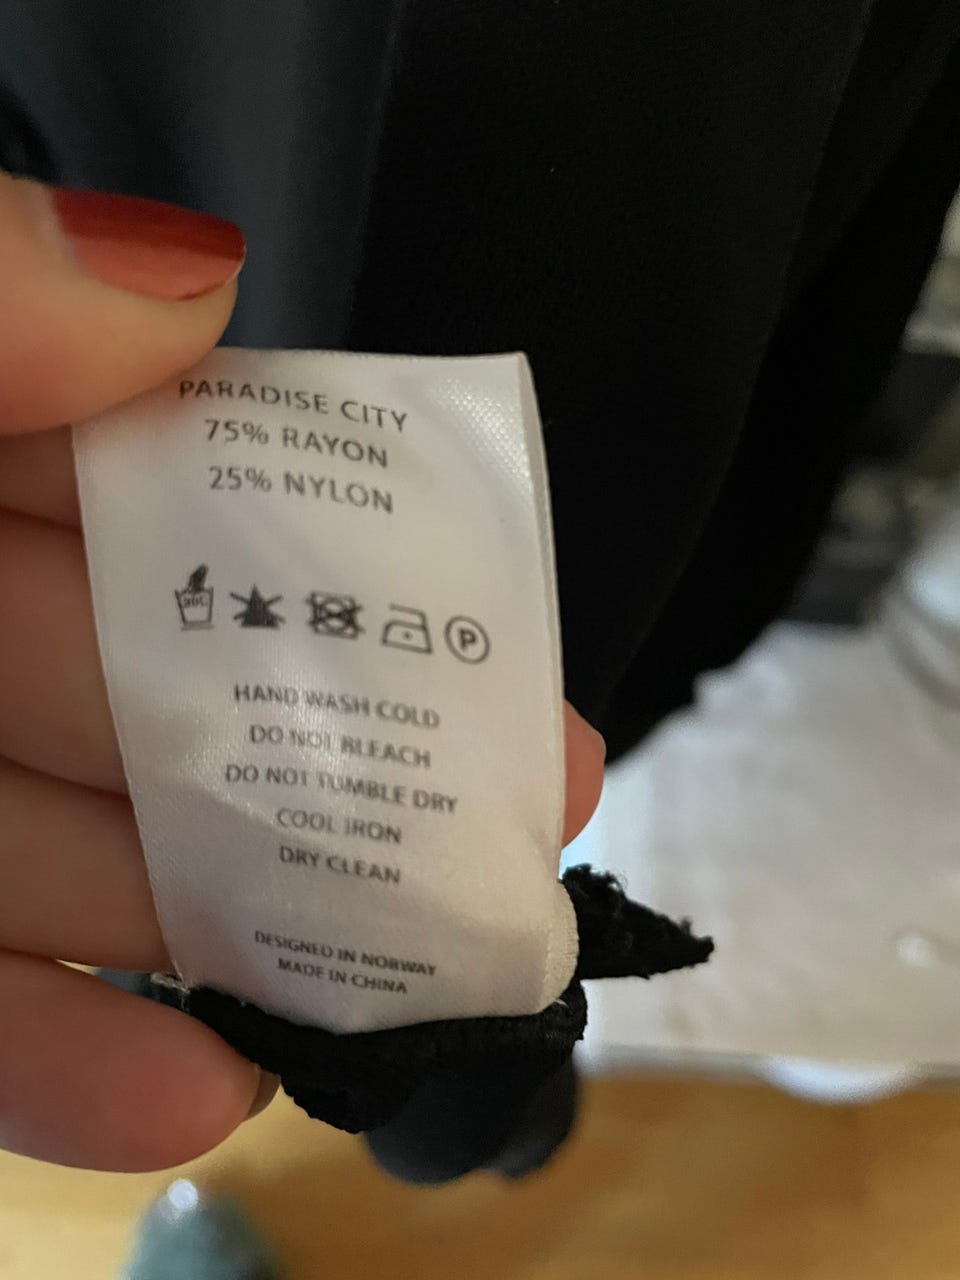 PARADISE CITY
75% RAYON
25% NYLON
30C
P
HAND WASH COLD
DO NOT BLEACH
DO NOT TUMBLE DRY
COOL IRON
DRY CLEAN
DESIGNED IN NORWAY
MADE IN CHINA